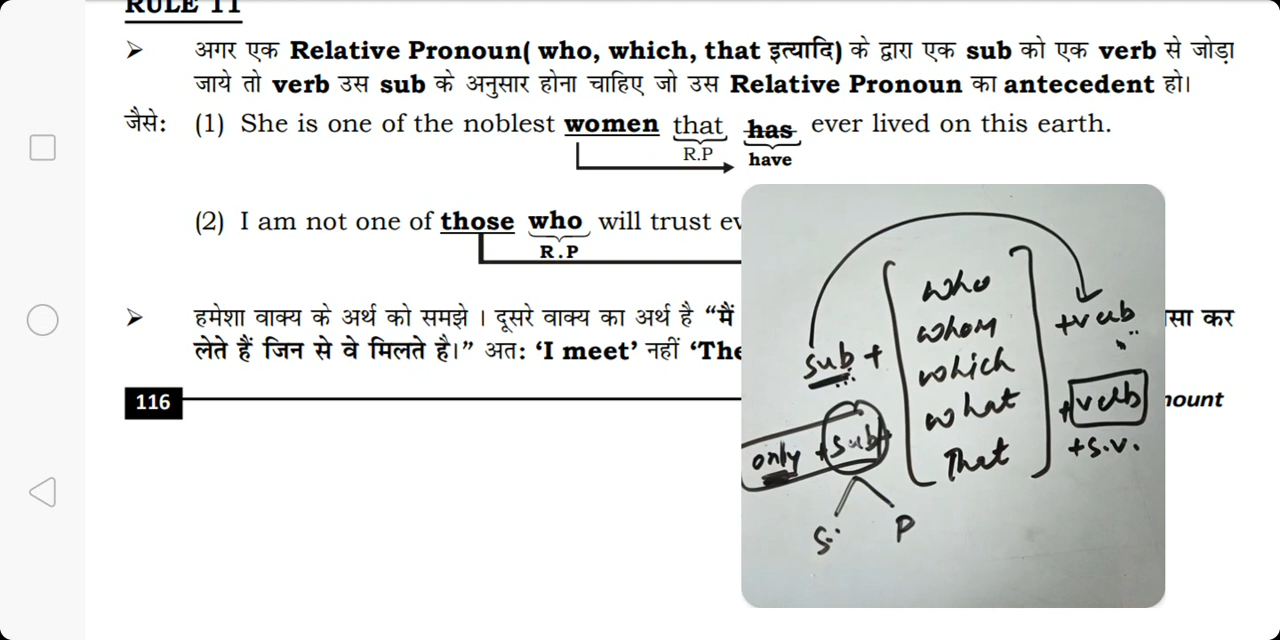 RULE 11
➢ अगर एक Relative Pronoun( who, which, that इत्यादि) के द्वारा एक sub को एक verb से जोड़ा
जाये तो verb उस sub के अनुसार होना चाहिए जो उस Relative Pronoun का antecedent हो।
जैसे: (1) She is one of the noblest women that has ever lived on this earth.
R.P have
(2) I am not one of those who will trust ev
R.P
➢ हमेशा वाक्य के अर्थ को समझे । दूसरे वाक्य का अर्थ है “मैं
सा कर
लेते हैं जिन से वे मिलते है।” अत: ‘I meet’ नहीं ‘The
116
mount
who
whom + verb
sub + which
what + verb
only + sub + that + s.v.
S P